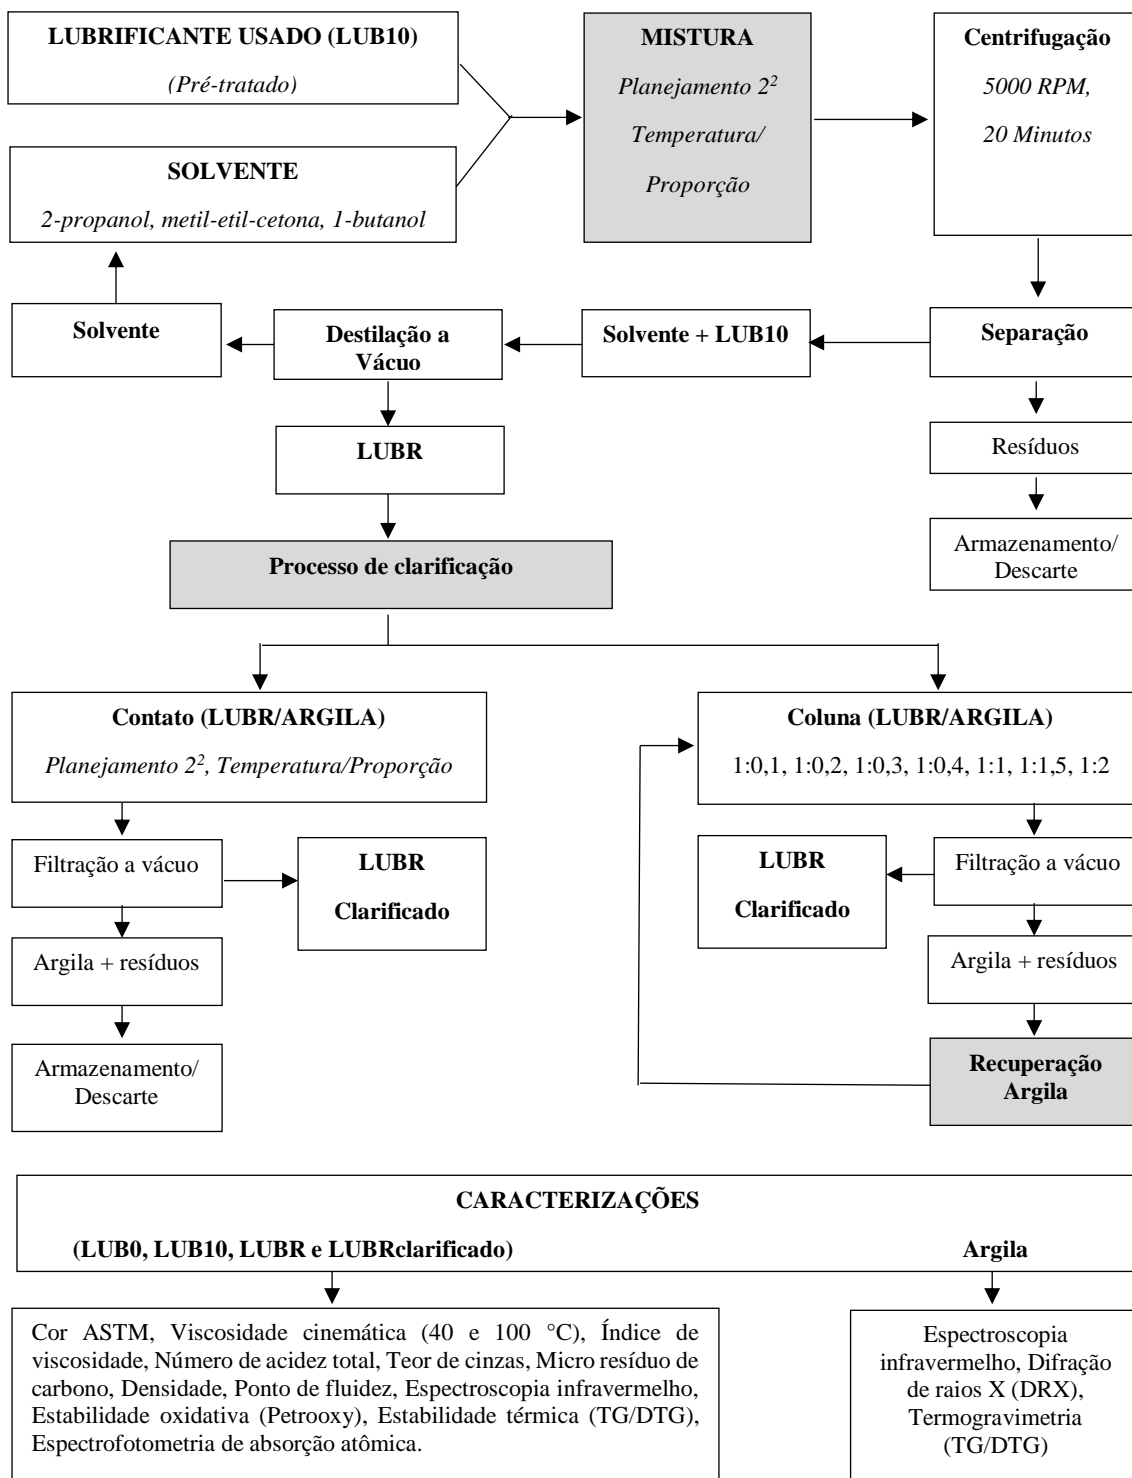 LUBRIFICANTE USADO (LUB10)
(Pré-tratado)
MISTURA
Planejamento 2²
Temperatura/
Proporção
Centrifugação
5000 RPM,
20 Minutos
SOLVENTE
2-propanol, metil-etil-cetona, 1-butanol
Solvente
Destilação a
Vácuo
Solvente + LUB10
Separação
LUBR
Resíduos
Armazenamento/
Descarte
Processo de clarificação
Contato (LUBR/ARGILA)
Planejamento 2², Temperatura/Proporção
Coluna (LUBR/ARGILA)
1:0,1, 1:0,2, 1:0,3, 1:0,4, 1:1, 1:1,5, 1:2
Filtração a vácuo
LUBR
Clarificado
LUBR
Clarificado
Filtração a vácuo
Argila + resíduos
Argila + resíduos
Armazenamento/
Descarte
Recuperação
Argila
CARACTERIZAÇÕES
(LUB0, LUB10, LUBR e LUBRclarificado)
Argila
Cor ASTM, Viscosidade cinemática (40 e 100 °C), Índice de
viscosidade, Número de acidez total, Teor de cinzas, Micro resíduo de
carbono, Densidade, Ponto de fluidez, Espectroscopia infravermelho,
Estabilidade oxidativa (Petrooxy), Estabilidade térmica (TG/DTG),
Espectrofotometria de absorção atômica.
Espectroscopia
infravermelho, Difração
de raios X (DRX),
Termogravimetria
(TG/DTG)